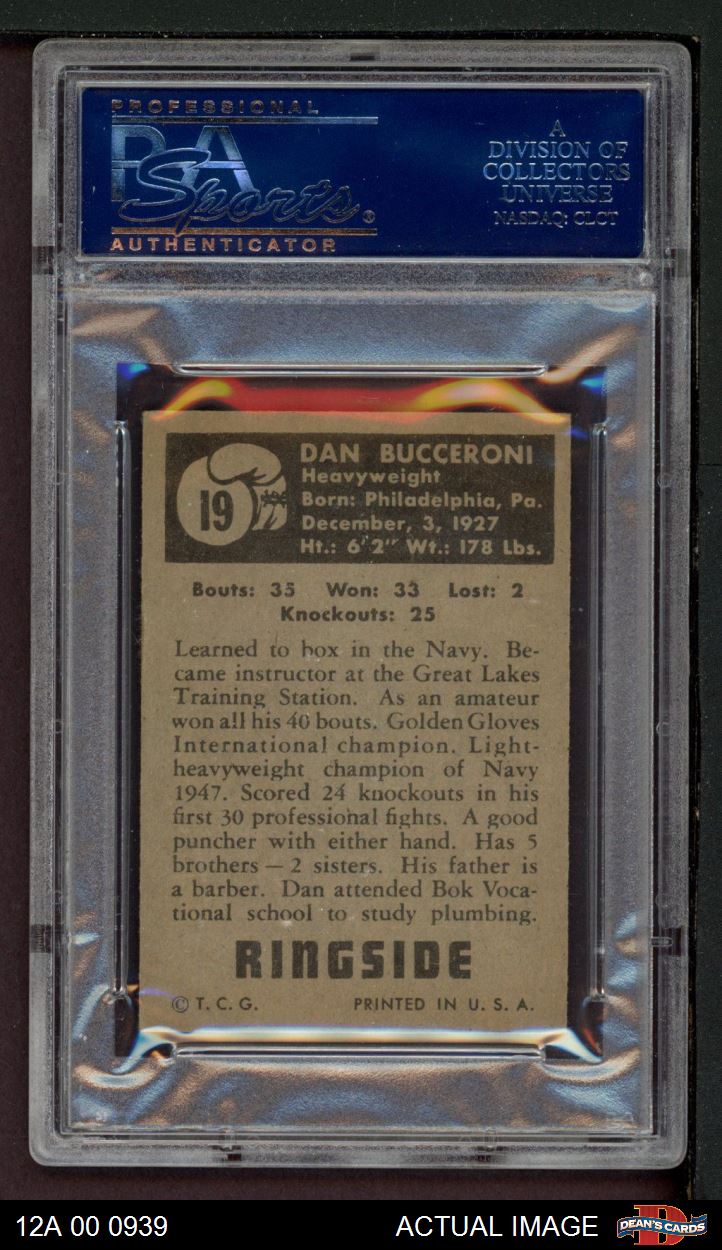 PROFESSIONAL
PSA
Sports®
AUTHENTICATOR
A
DIVISION OF
COLLECTORS
UNIVERSE
NASDAQ: CLCT
19
DAN BUCCERONI
Heavyweight
Born: Philadelphia, Pa.
December, 3, 1927
Ht.: 6'2" Wt.: 178 Lbs.
Bouts: 35 Won: 33 Lost: 2
Knockouts: 25
Learned to box in the Navy. Be-
came instructor at the Great Lakes
Training Station. As an amateur
won all his 40 bouts. Golden Gloves
International champion. Light-
heavyweight champion of Navy
1947. Scored 24 knockouts in his
first 30 professional fights. A good
puncher with either hand. Has 5
brothers — 2 sisters. His father is
a barber. Dan attended Bok Voca-
tional school to study plumbing.
RINGSIDE
© T. C. G. PRINTED IN U. S. A.
12A 00 0939 ACTUAL IMAGE DEAN'S CARDS